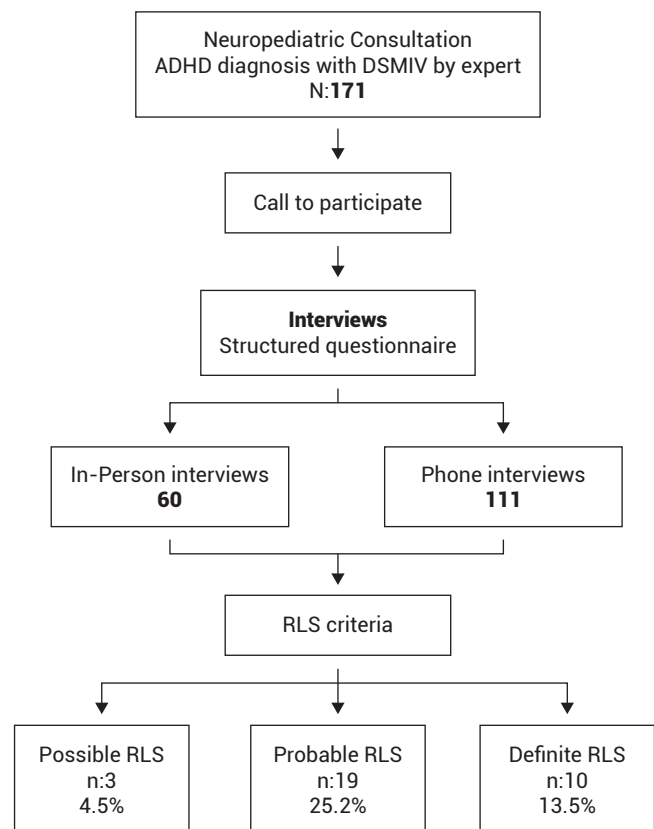 Neuropediatric Consultation
ADHD diagnosis with DSMIV by expert
N:171
Call to participate
Interviews
Structured questionnaire
In-Person interviews
60
Phone interviews
111
RLS criteria
Possible RLS
n:3
4.5%
Probable RLS
n:19
25.2%
Definite RLS
n:10
13.5%